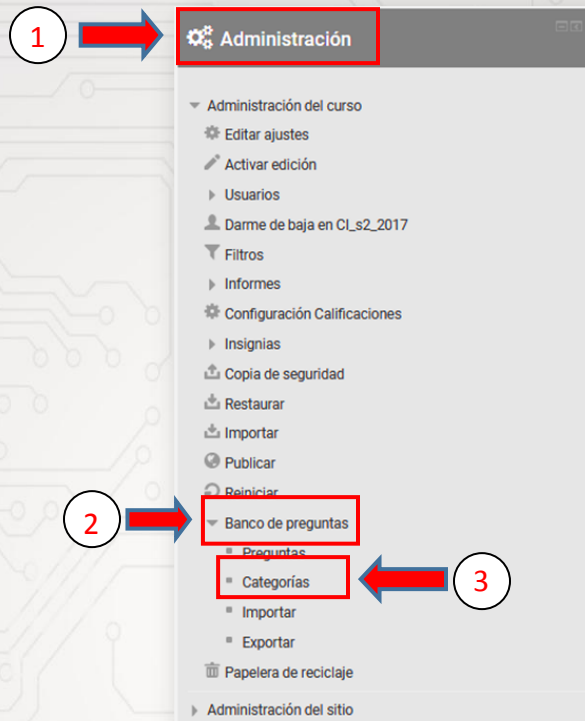 1
Administración
Administración del curso
Editar ajustes
Activar edición
Usuarios
Darme de baja en CI_s2_2017
Filtros
Informes
Configuración Calificaciones
Insignias
Copia de seguridad
Restaurar
Importar
Publicar
Reiniciar
2
Banco de preguntas
Preguntas
Categorías
3
Importar
Exportar
Papelera de reciclaje
Administración del sitio